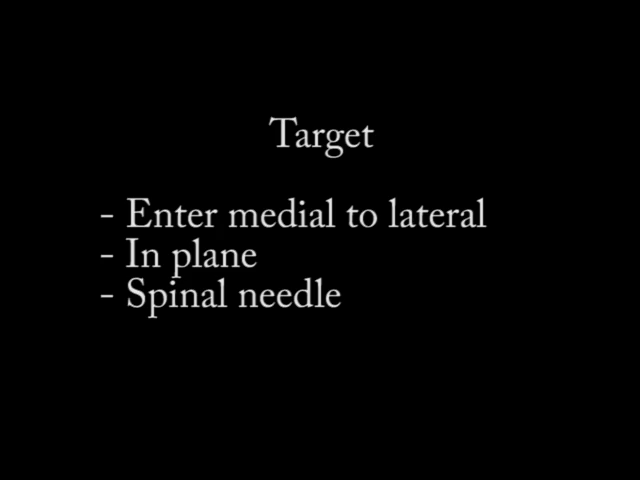 Target
- Enter medial to lateral
- In plane
- Spinal needle